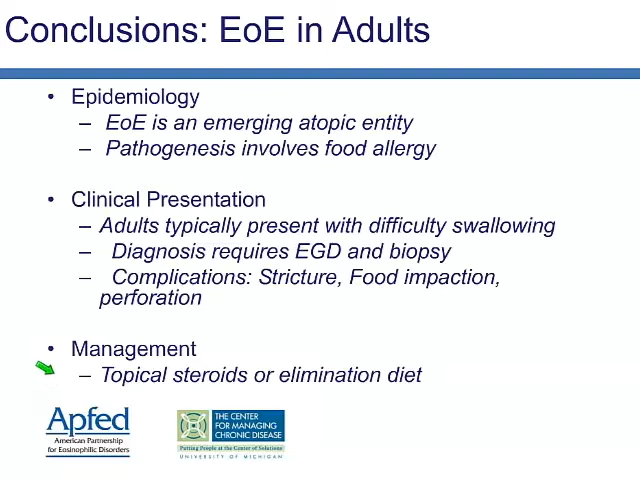 Conclusions: EoE in Adults
• Epidemiology
– EoE is an emerging atopic entity
– Pathogenesis involves food allergy
• Clinical Presentation
– Adults typically present with difficulty swallowing
– Diagnosis requires EGD and biopsy
– Complications: Stricture, Food impaction,
perforation
• Management
– Topical steroids or elimination diet
Apfed
American Partnership
for Eosinophilic Disorders
THE CENTER
FOR MANAGING
CHRONIC DISEASE
Putting People at the Center of Solutions
UNIVERSITY OF MICHIGAN